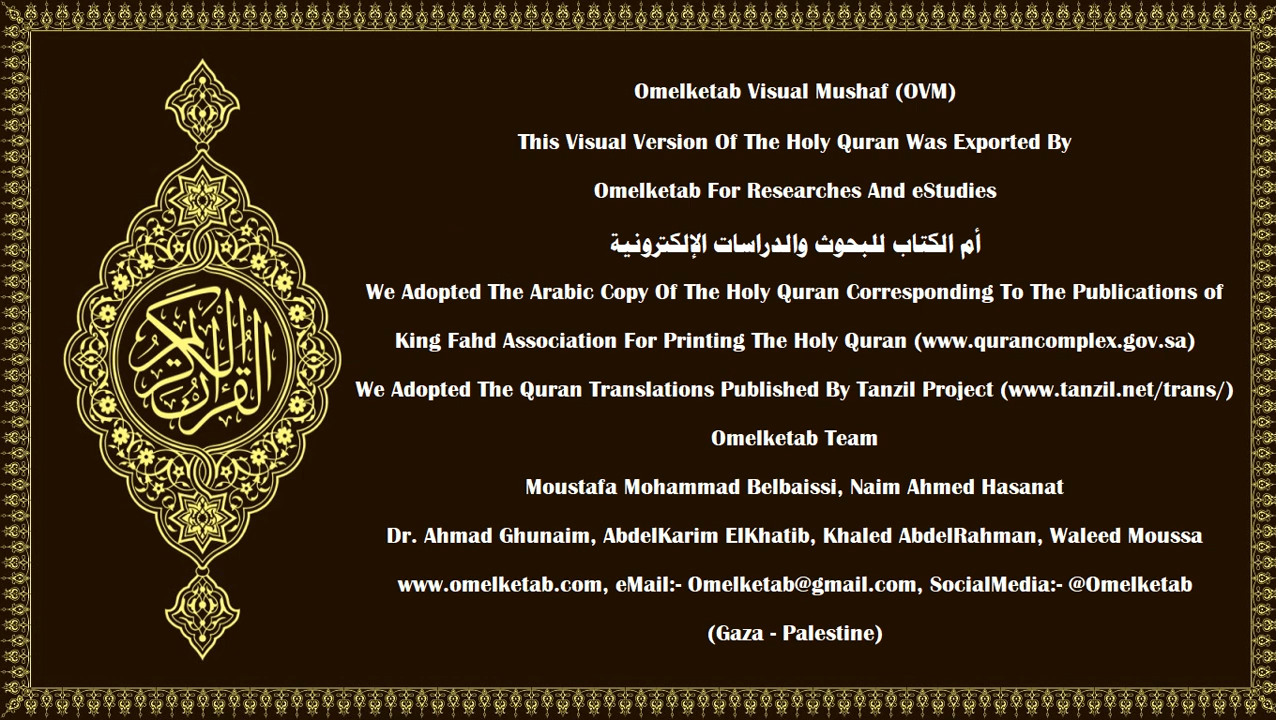 القرآن الكريم
Omelketab Visual Mushaf (OVM)
This Visual Version Of The Holy Quran Was Exported By
Omelketab For Researches And eStudies
أم الكتاب للبحوث والدراسات الإلكترونية
We Adopted The Arabic Copy Of The Holy Quran Corresponding To The Publications of
King Fahd Association For Printing The Holy Quran (www.qurancomplex.gov.sa)
We Adopted The Quran Translations Published By Tanzil Project (www.tanzil.net/trans/)
Omelketab Team
Moustafa Mohammad Belbaissi, Naim Ahmed Hasanat
Dr. Ahmad Ghunaim, AbdelKarim ElKhatib, Khaled AbdelRahman, Waleed Moussa
www.omelketab.com, eMail:- Omelketab@gmail.com, SocialMedia:- @Omelketab
(Gaza - Palestine)